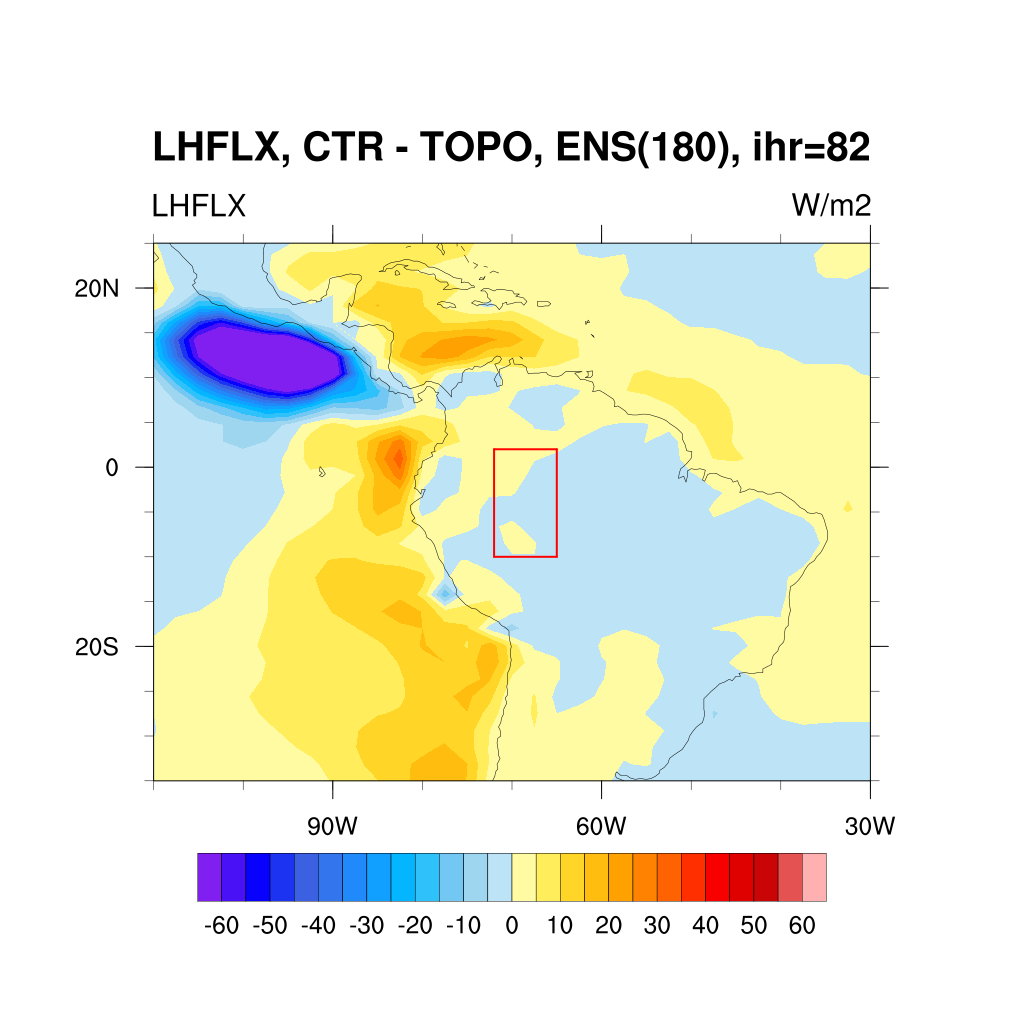 LHFLX, CTR - TOPO, ENS(180), ihr=82
LHFLX W/m2
20N
0
20S
90W 60W 30W
-60 -50 -40 -30 -20 -10 0 10 20 30 40 50 60